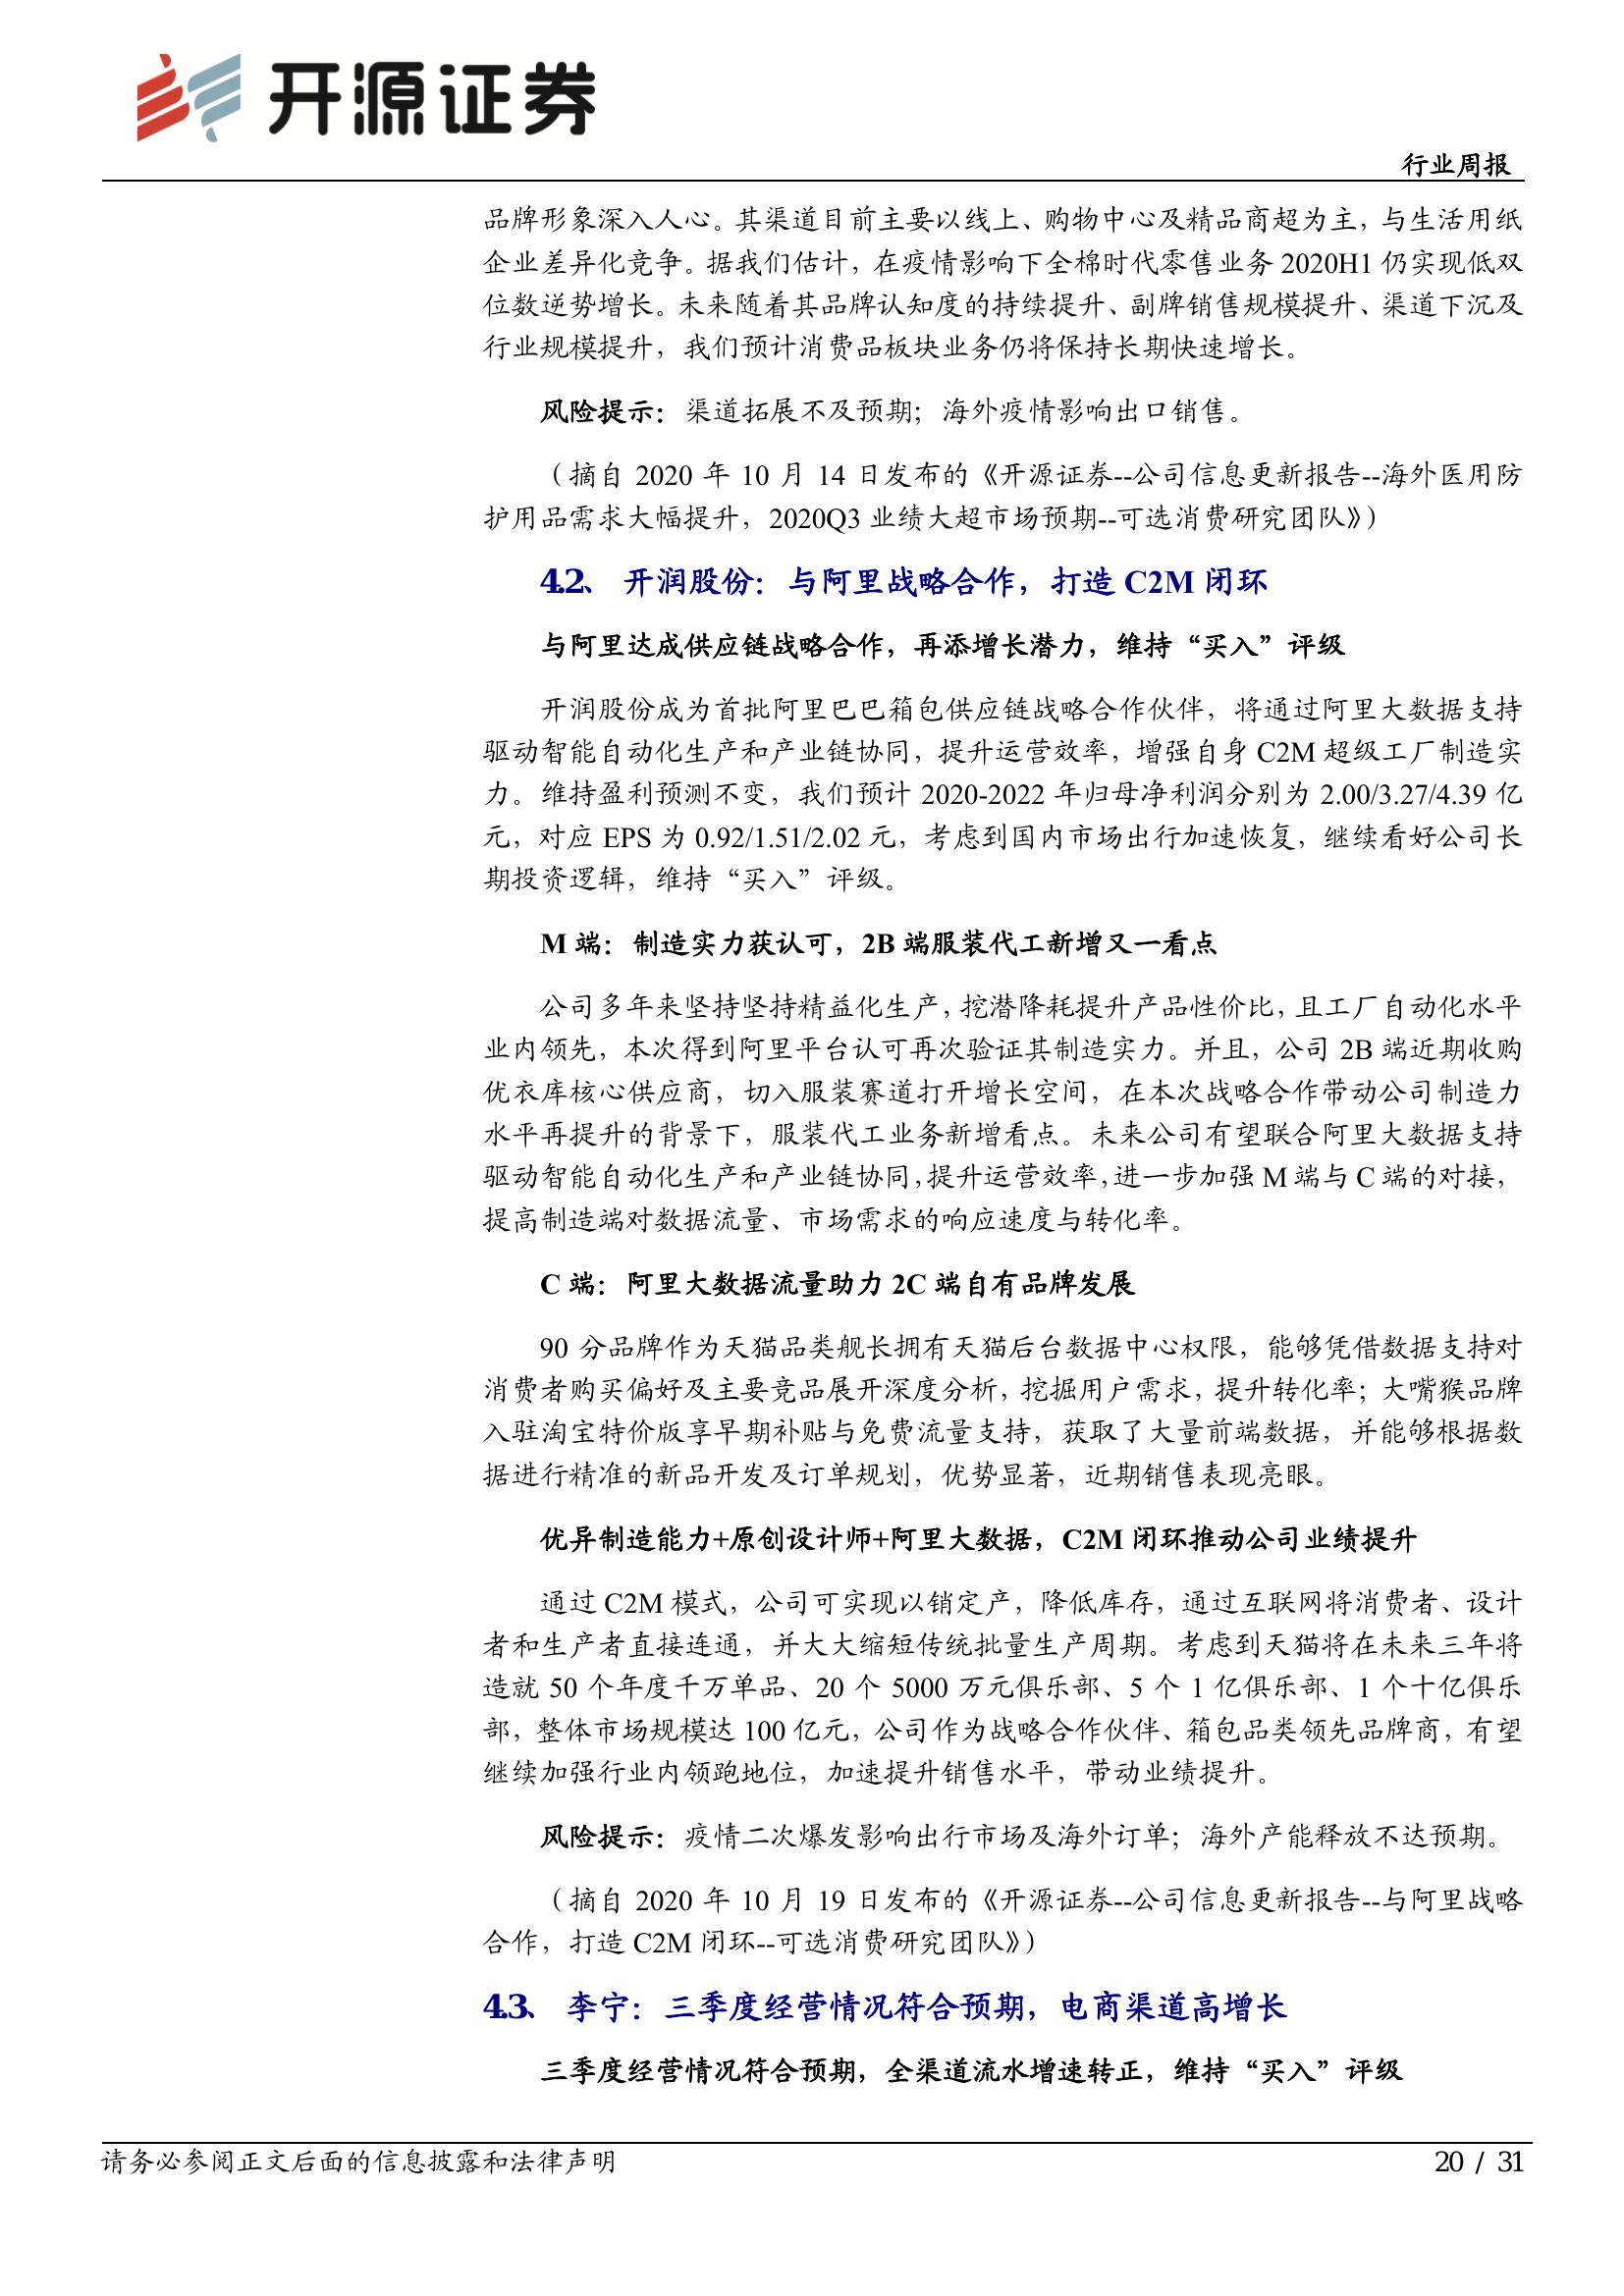 开源证券
行业周报
品牌形象深入人心。其渠道目前主要以线上、购物中心及精品商超为主，与生活用纸
企业差异化竞争。据我们估计，在疫情影响下全棉时代零售业务 2020H1 仍实现低双
位数逆势增长。未来随着其品牌认知度的持续提升、副牌销售规模提升、渠道下沉及
行业规模提升，我们预计消费品板块业务仍将保持长期快速增长。
风险提示：渠道拓展不及预期；海外疫情影响出口销售。
（摘自 2020 年 10 月 14 日发布的《开源证券--公司信息更新报告--海外医用防
护用品需求大幅提升，2020Q3 业绩大超市场预期--可选消费研究团队》）
4.2、 开润股份：与阿里战略合作，打造 C2M 闭环
与阿里达成供应链战略合作，再添增长潜力，维持“买入”评级
开润股份成为首批阿里巴巴箱包供应链战略合作伙伴，将通过阿里大数据支持
驱动智能自动化生产和产业链协同，提升运营效率，增强自身 C2M 超级工厂制造实
力。维持盈利预测不变，我们预计 2020-2022 年归母净利润分别为 2.00/3.27/4.39 亿
元，对应 EPS 为 0.92/1.51/2.02 元，考虑到国内市场出行加速恢复，继续看好公司长
期投资逻辑，维持“买入”评级。
M 端：制造实力获认可，2B 端服装代工新增又一看点
公司多年来坚持坚持精益化生产，挖潜降耗提升产品性价比，且工厂自动化水平
业内领先，本次得到阿里平台认可再次验证其制造实力。并且，公司 2B 端近期收购
优衣库核心供应商，切入服装赛道打开增长空间，在本次战略合作带动公司制造力
水平再提升的背景下，服装代工业务新增看点。未来公司有望联合阿里大数据支持
驱动智能自动化生产和产业链协同，提升运营效率，进一步加强 M 端与 C 端的对接，
提高制造端对数据流量、市场需求的响应速度与转化率。
C 端：阿里大数据流量助力 2C 端自有品牌发展
90 分品牌作为天猫品类舰长拥有天猫后台数据中心权限，能够凭借数据支持对
消费者购买偏好及主要竞品展开深度分析，挖掘用户需求，提升转化率；大嘴猴品牌
入驻淘宝特价版享早期补贴与免费流量支持，获取了大量前端数据，并能够根据数
据进行精准的新品开发及订单规划，优势显著，近期销售表现亮眼。
优异制造能力+原创设计师+阿里大数据，C2M 闭环推动公司业绩提升
通过 C2M 模式，公司可实现以销定产，降低库存，通过互联网将消费者、设计
者和生产者直接连通，并大大缩短传统批量生产周期。考虑到天猫将在未来三年将
造就 50 个年度千万单品、20 个 5000 万元俱乐部、5 个 1 亿俱乐部、1 个十亿俱乐
部，整体市场规模达 100 亿元，公司作为战略合作伙伴、箱包品类领先品牌商，有望
继续加强行业内领跑地位，加速提升销售水平，带动业绩提升。
风险提示：疫情二次爆发影响出行市场及海外订单；海外产能释放不达预期。
（摘自 2020 年 10 月 19 日发布的《开源证券--公司信息更新报告--与阿里战略
合作，打造 C2M 闭环--可选消费研究团队》）
4.3、 李宁：三季度经营情况符合预期，电商渠道高增长
三季度经营情况符合预期，全渠道流水增速转正，维持“买入”评级
请务必参阅正文后面的信息披露和法律声明
20 / 31